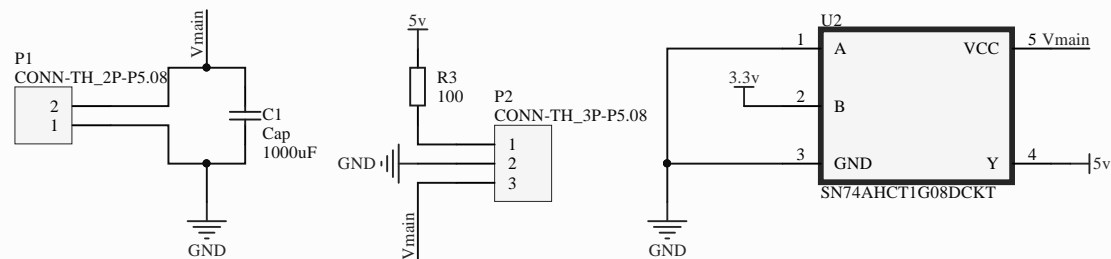 Vmain
P1
CONN-TH_2P-P5.08
2
1
C1
Cap
1000uF
GND
5v
R3
100
P2
CONN-TH_3P-P5.08
1
2
3
GND
Vmain
U2
1
A
VCC
5
Vmain
3.3v
2
B
3
GND
Y
4
5v
SN74AHCT1G08DCKT
GND